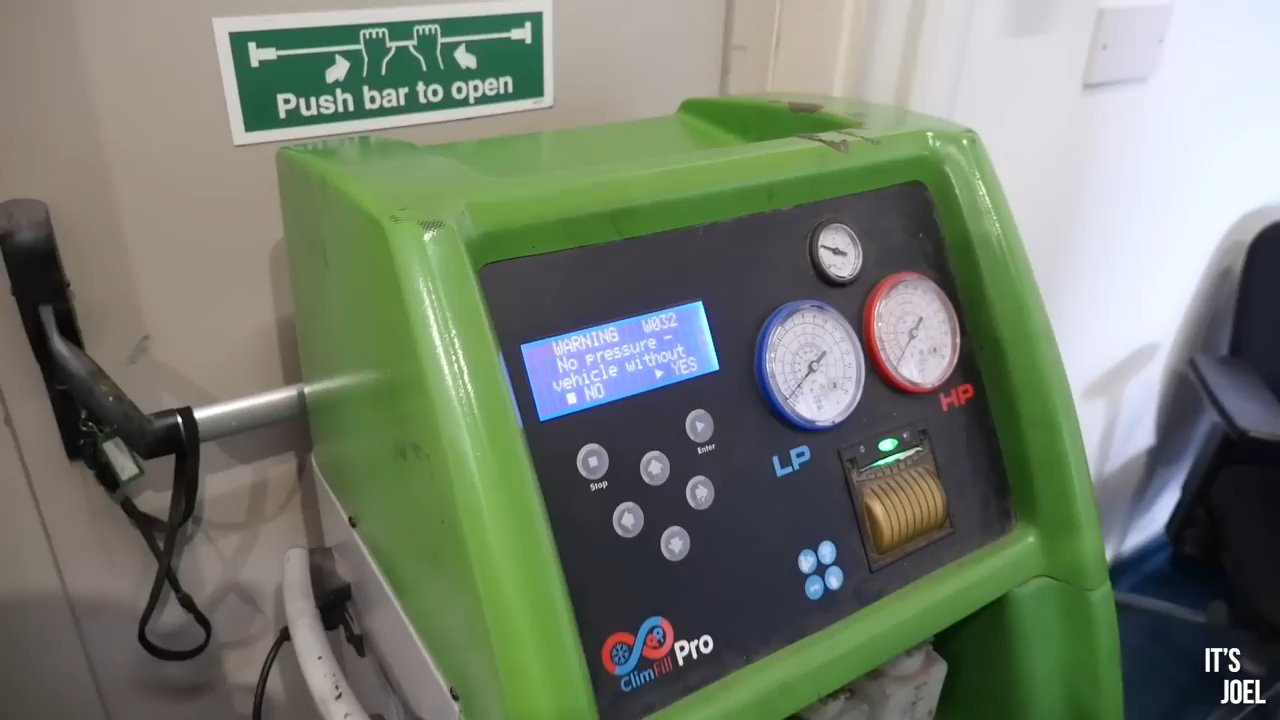 Push bar to open
WARNING W032
No pressure -
vehicle without
NO YES
Enter
Stop
LP
HP
ClimFill Pro
IT'S
JOEL